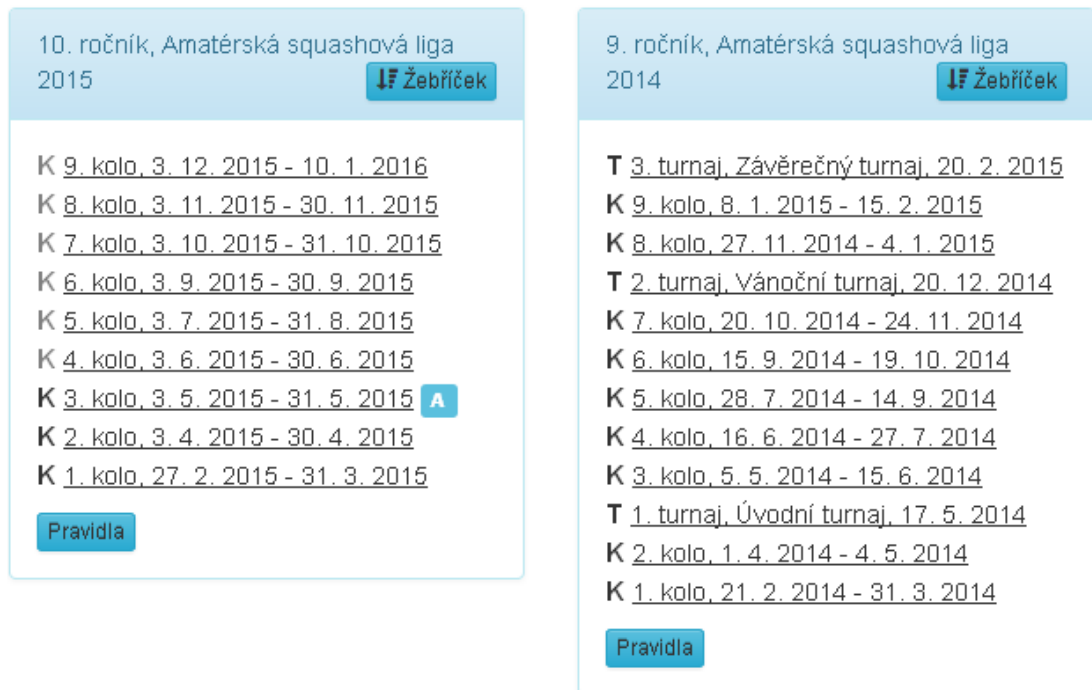 10. ročník, Amatérská squashová liga
2015
Žebříček
K 9. kolo, 3. 12. 2015 - 10. 1. 2016
K 8. kolo, 3. 11. 2015 - 30. 11. 2015
K 7. kolo, 3. 10. 2015 - 31. 10. 2015
K 6. kolo, 3. 9. 2015 - 30. 9. 2015
K 5. kolo, 3. 7. 2015 - 31. 8. 2015
K 4. kolo, 3. 6. 2015 - 30. 6. 2015
K 3. kolo, 3. 5. 2015 - 31. 5. 2015 A
K 2. kolo, 3. 4. 2015 - 30. 4. 2015
K 1. kolo, 27. 2. 2015 - 31. 3. 2015
Pravidla
9. ročník, Amatérská squashová liga
2014
Žebříček
T 3. turnaj, Závěrečný turnaj, 20. 2. 2015
K 9. kolo, 8. 1. 2015 - 15. 2. 2015
K 8. kolo, 27. 11. 2014 - 4. 1. 2015
T 2. turnaj, Vánoční turnaj, 20. 12. 2014
K 7. kolo, 20. 10. 2014 - 24. 11. 2014
K 6. kolo, 15. 9. 2014 - 19. 10. 2014
K 5. kolo, 28. 7. 2014 - 14. 9. 2014
K 4. kolo, 16. 6. 2014 - 27. 7. 2014
K 3. kolo, 5. 5. 2014 - 15. 6. 2014
T 1. turnaj, Úvodní turnaj, 17. 5. 2014
K 2. kolo, 1. 4. 2014 - 4. 5. 2014
K 1. kolo, 21. 2. 2014 - 31. 3. 2014
Pravidla